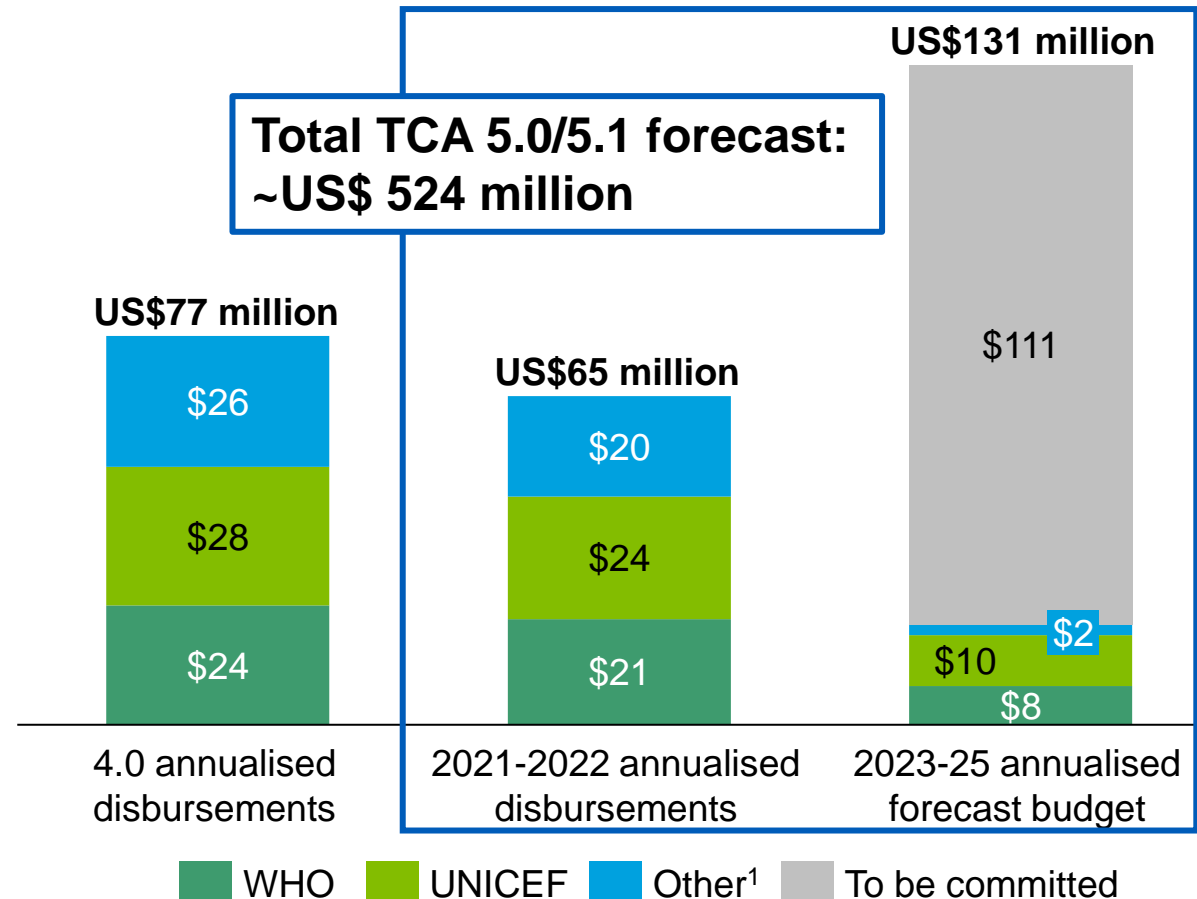 US$131 million
Total TCA 5.0/5.1 forecast:
~US$ 524 million
US$77 million
US$65 million
$26
$28
$24
$20
$24
$21
$111
$2
$10
$8
4.0 annualised
disbursements
2021-2022 annualised
disbursements
2023-25 annualised
forecast budget
WHO UNICEF Other¹ To be committed